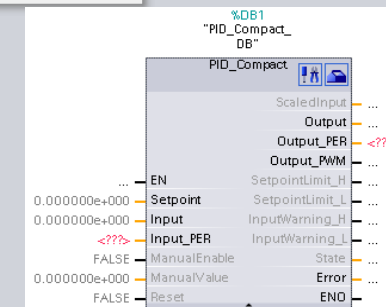 %DB1
"PID_Compact_
DB"
PID_Compact
ScaledInput
Output ...
Output_PER <??
Output_PWM ...
... EN SetpointLimit_H ...
0.000000e+000 Setpoint SetpointLimit_L ...
0.000000e+000 Input InputWarning_H ...
<???> Input_PER InputWarning_L ...
FALSE ManualEnable State ...
0.000000e+000 ManualValue Error ...
FALSE Reset ENO